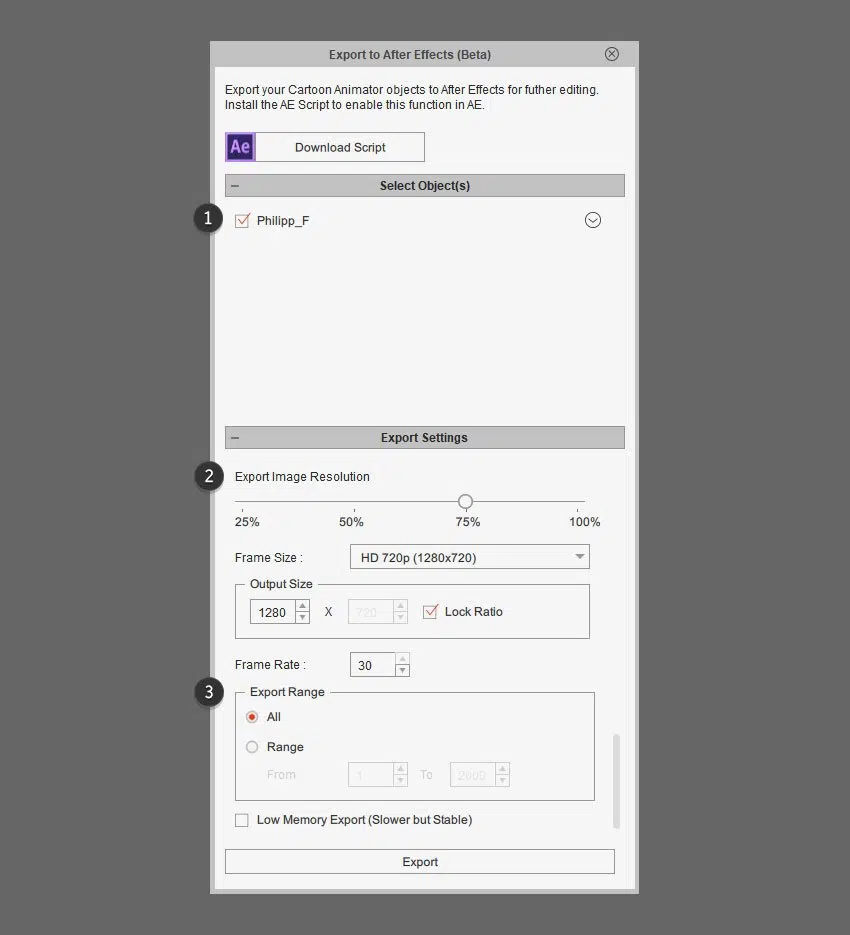 Export to After Effects (Beta)
Export your Cartoon Animator objects to After Effects for futher editing.
Install the AE Script to enable this function in AE.
Ae Download Script
Select Object(s)
1 Philipp_F
Export Settings
2 Export Image Resolution
25% 50% 75% 100%
Frame Size : HD 720p (1280x720)
Output Size
1280 X 720 Lock Ratio
Frame Rate : 30
3 Export Range
All
Range
From 1 To 2000
Low Memory Export (Slower but Stable)
Export